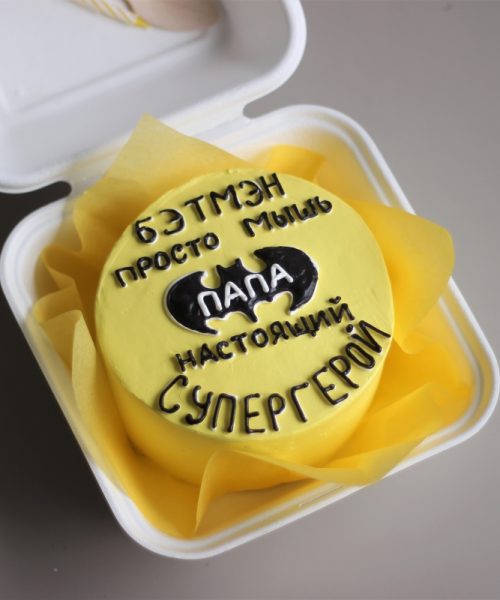 БЭТМЭН
ПРОСТО МЫШЬ
ПАПА
НАСТОЯЩИЙ
СУПЕРГЕРОЙ